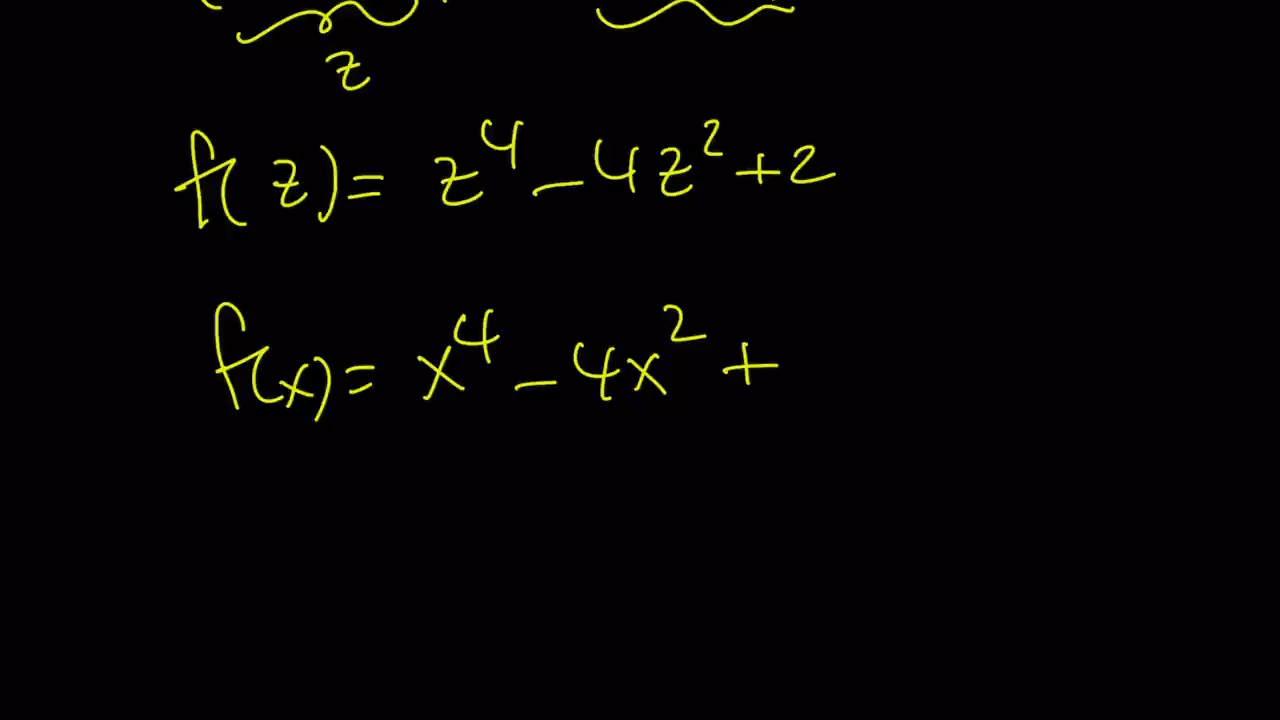 z
f(z) = z⁴ - 4z² + 2
f(x) = x⁴ - 4x² +